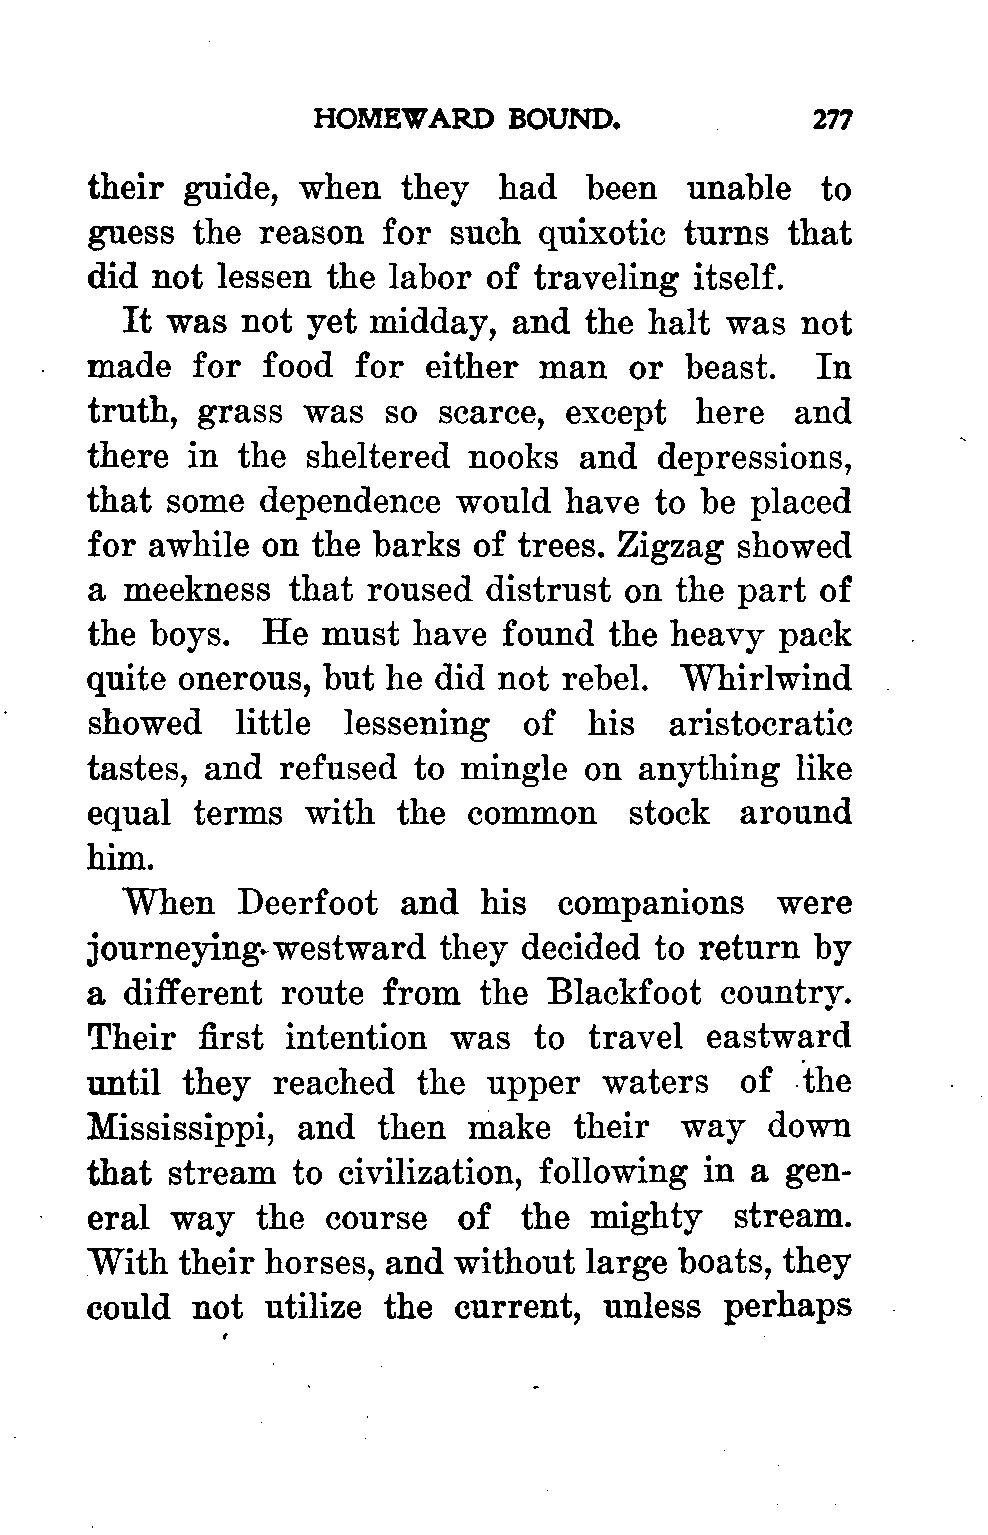 HOMEWARD BOUND. 277
their guide, when they had been unable to
guess the reason for such quixotic turns that
did not lessen the labor of traveling itself.
It was not yet midday, and the halt was not
made for food for either man or beast. In
truth, grass was so scarce, except here and
there in the sheltered nooks and depressions,
that some dependence would have to be placed
for awhile on the barks of trees. Zigzag showed
a meekness that roused distrust on the part of
the boys. He must have found the heavy pack
quite onerous, but he did not rebel. Whirlwind
showed little lessening of his aristocratic
tastes, and refused to mingle on anything like
equal terms with the common stock around
him.
When Deerfoot and his companions were
journeying westward they decided to return by
a different route from the Blackfoot country.
Their first intention was to travel eastward
until they reached the upper waters of the
Mississippi, and then make their way down
that stream to civilization, following in a gen-
eral way the course of the mighty stream.
With their horses, and without large boats, they
could not utilize the current, unless perhaps